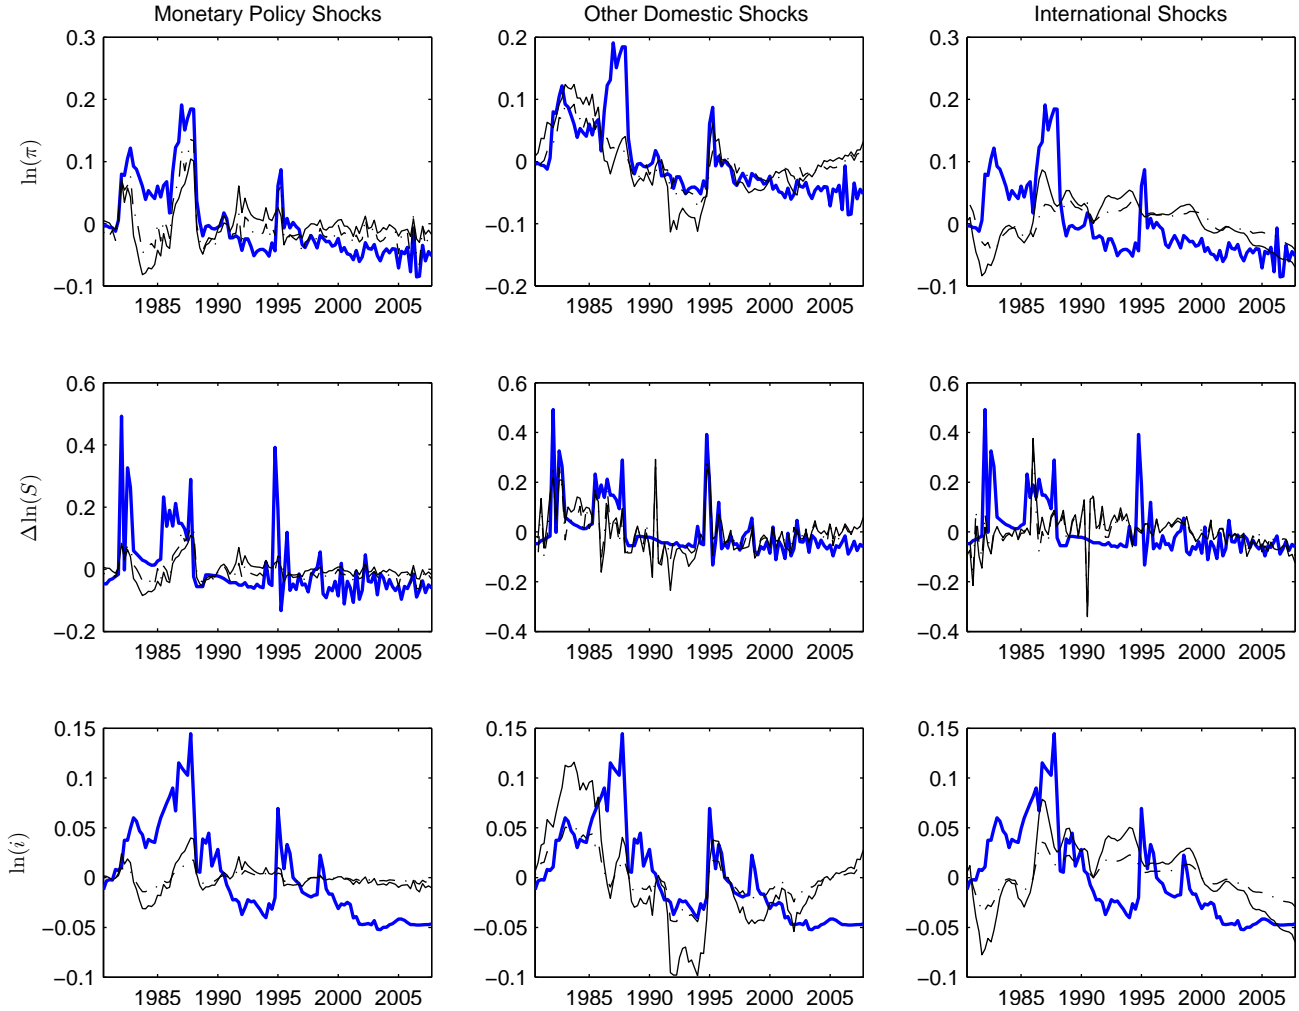 Monetary Policy Shocks Other Domestic Shocks International Shocks
0.3 0.2 0.3
0.2 0.1 0.2
ln(π) 0.1 0 0.1
0 −0.1 0
−0.1 −0.2 −0.1
1985 1990 1995 2000 2005 1985 1990 1995 2000 2005 1985 1990 1995 2000 2005
0.6 0.6 0.6
0.4 0.4 0.4
0.2 0.2
Δln(S) 0.2 0 0
0 −0.2 −0.2
−0.2 −0.4 −0.4
1985 1990 1995 2000 2005 1985 1990 1995 2000 2005 1985 1990 1995 2000 2005
0.15 0.15 0.15
0.1 0.1 0.1
0.05 0.05 0.05
ln(i) 0 0 0
−0.05 −0.05 −0.05
−0.1 −0.1 −0.1
1985 1990 1995 2000 2005 1985 1990 1995 2000 2005 1985 1990 1995 2000 2005